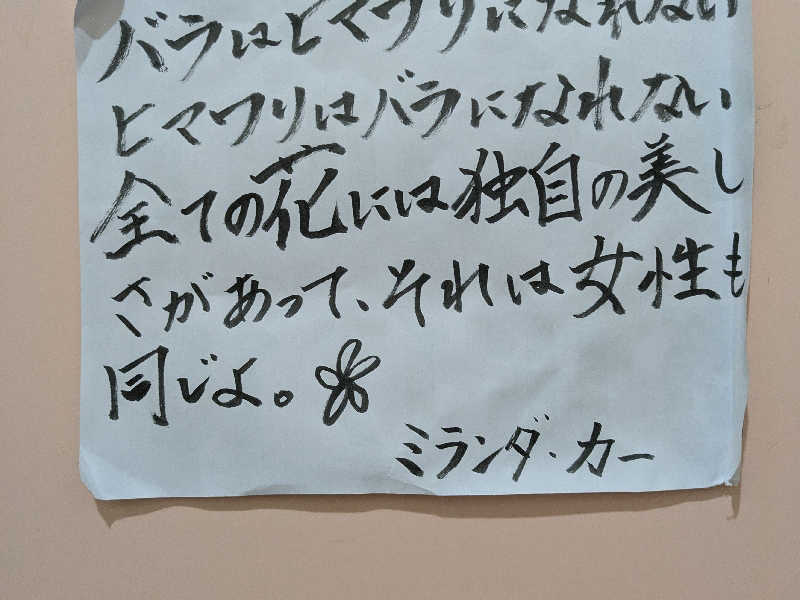 バラはヒマワリになれない
ヒマワリはバラになれない
全ての花には独自の美し
さがあって、それは女性も
同じよ。
ミランダ・カー